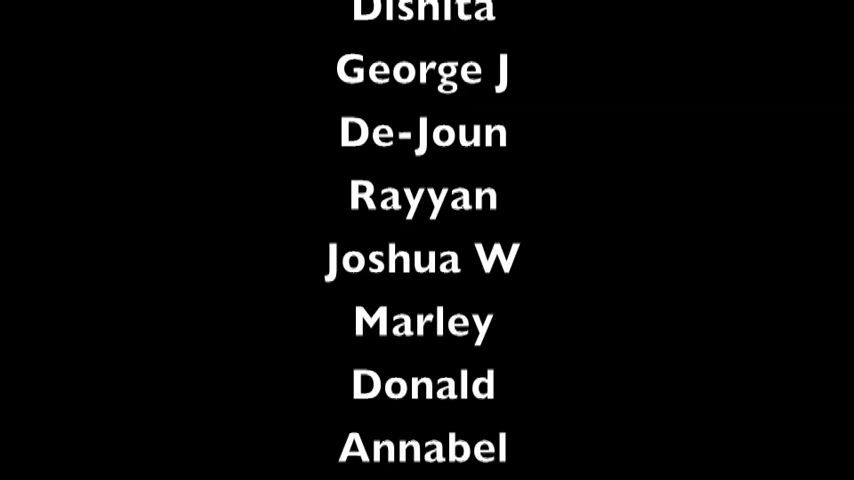 Dishita
George J
De-Joun
Rayyan
Joshua W
Marley
Donald
Annabel